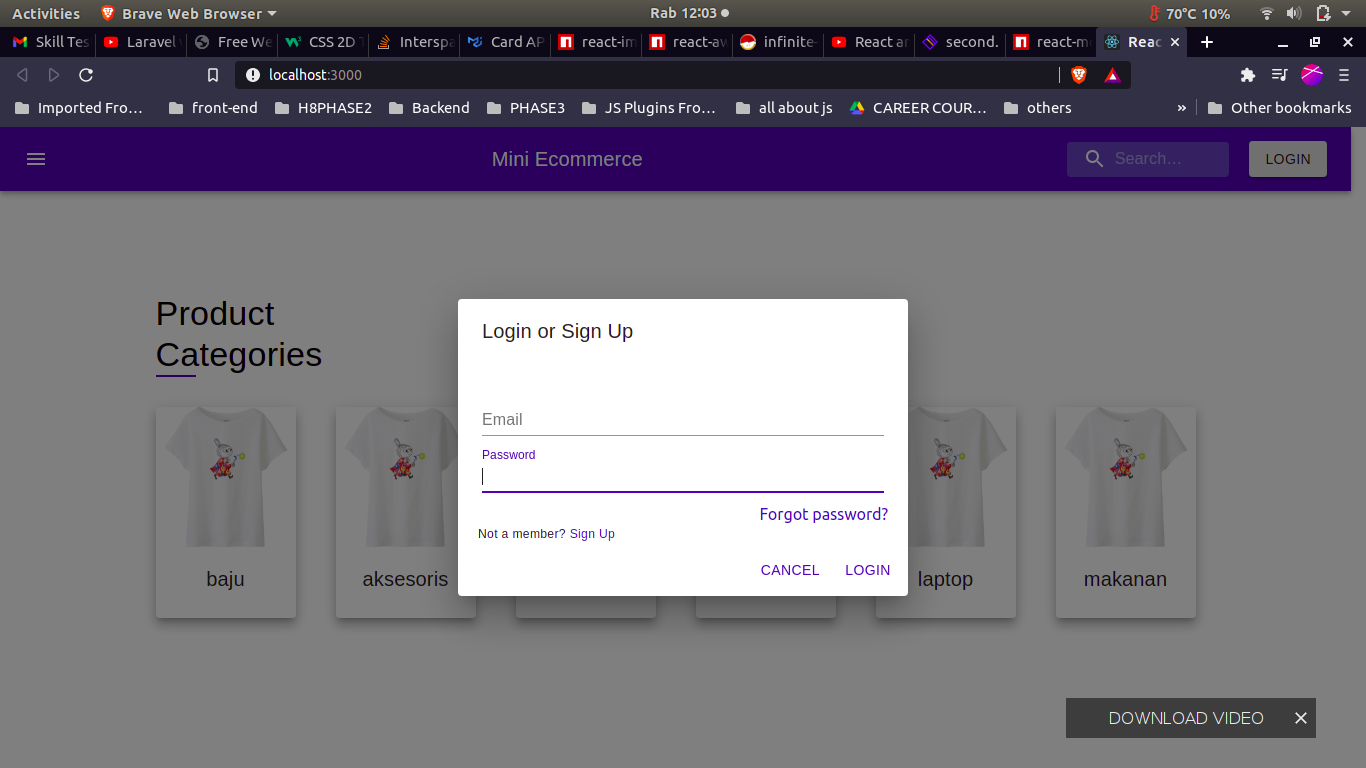 Activities Brave Web Browser Rab 12:03 70°C 10%
Skill Tes Laravel Free We CSS 2D T Interspa Card AP react-im react-aw infinite- React an second. react-m Reac
localhost:3000
Imported Fro… front-end H8PHASE2 Backend PHASE3 JS Plugins Fro… all about js CAREER COUR… others » Other bookmarks
Mini Ecommerce Search… LOGIN
Product
Categories
Login or Sign Up
Email
Password
Forgot password?
Not a member? Sign Up
CANCEL LOGIN
baju aksesoris laptop makanan
DOWNLOAD VIDEO